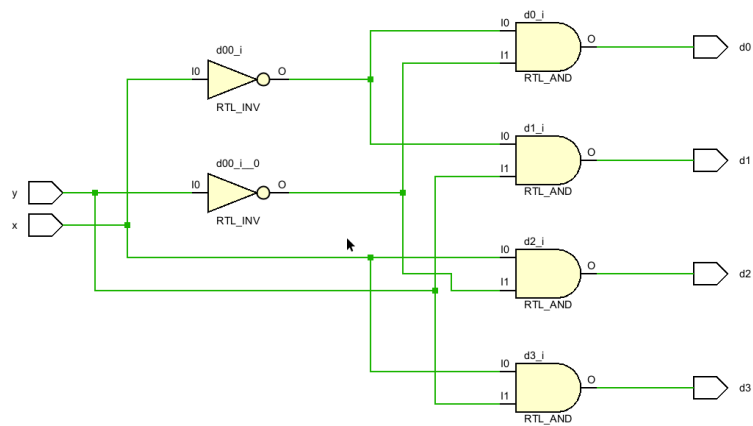 d0_i
I0
O
I1
RTL_AND
d0
d00_i
I0
O
RTL_INV
d1_i
I0
O
I1
RTL_AND
d1
d00_i__0
I0
O
RTL_INV
y
x
d2_i
I0
O
I1
RTL_AND
d2
d3_i
I0
O
I1
RTL_AND
d3